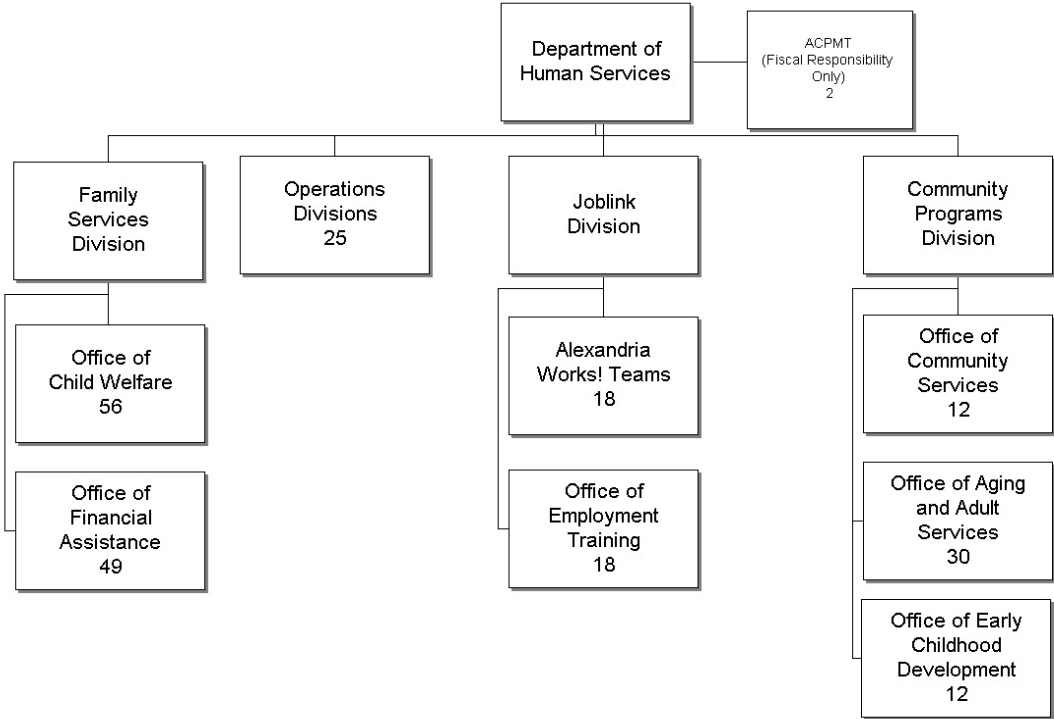 Department of
Human Services
ACPMT
(Fiscal Responsibility
Only)
2
Family
Services
Division
Operations
Divisions
25
Joblink
Division
Community
Programs
Division
Office of
Child Welfare
56
Alexandria
Works! Teams
18
Office of
Community
Services
12
Office of
Financial
Assistance
49
Office of
Employment
Training
18
Office of Aging
and Adult
Services
30
Office of Early
Childhood
Development
12